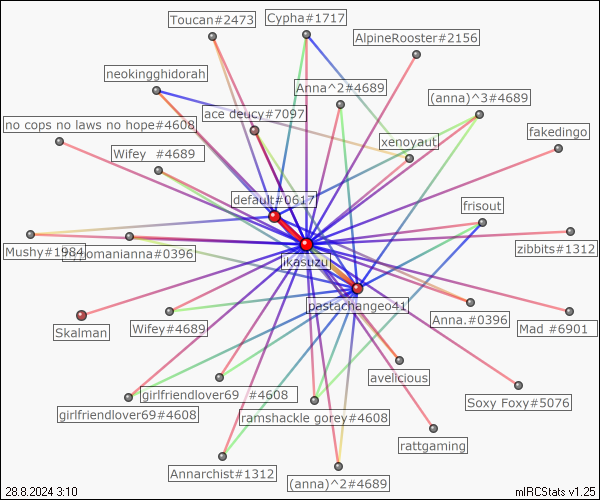 Toucan#2473
Cypha#1717
AlpineRooster#2156
neokingghidorah
Anna^2#4689
(anna)^3#4689
ace deucy#7097
no cops no laws no hope#4608
fakedingo
xenoyaut
Wifey #4689
default#0617
frisout
Mushy#1984
omanianna#0396
zibbits#1312
ikasuzu
pastachangeo41
Skalman
Wifey#4689
Anna.#0396
Mad #6901
avelicious
girlfriendlover69 #4608
Soxy Foxy#5076
girlfriendlover69#4608
ramshackle gorey#4608
rattgaming
Annarchist#1312
(anna)^2#4689
28.8.2024 3:10
mIRCStats v1.25